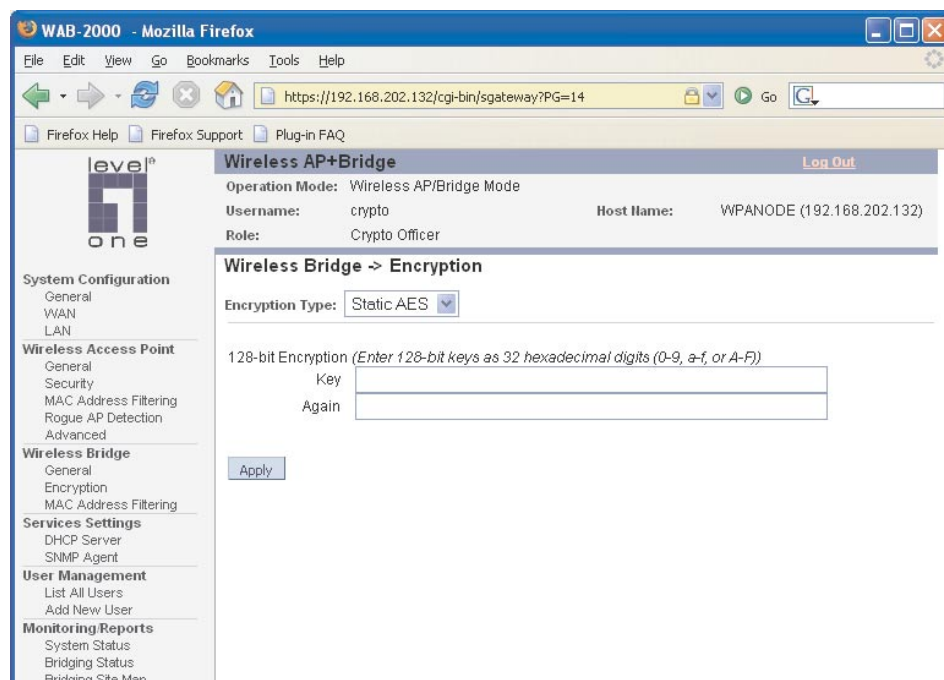 WAB-2000 - Mozilla Firefox
File Edit View Go Bookmarks Tools Help
https://192.168.202.132/cgi-bin/sgateway?PG=14 Go G
Firefox Help Firefox Support Plug-in FAQ
level®
one
Wireless AP+Bridge Log Out
Operation Mode: Wireless AP/Bridge Mode
Username: crypto Host Name: WPANODE (192.168.202.132)
Role: Crypto Officer
System Configuration
General
WAN
LAN
Wireless Access Point
General
Security
MAC Address Filtering
Rogue AP Detection
Advanced
Wireless Bridge
General
Encryption
MAC Address Filtering
Services Settings
DHCP Server
SNMP Agent
User Management
List All Users
Add New User
Monitoring/Reports
System Status
Bridging Status
Bridging Site Map
Wireless Bridge -> Encryption
Encryption Type: Static AES
128-bit Encryption (Enter 128-bit keys as 32 hexadecimal digits (0-9, a-f, or A-F))
Key
Again
Apply